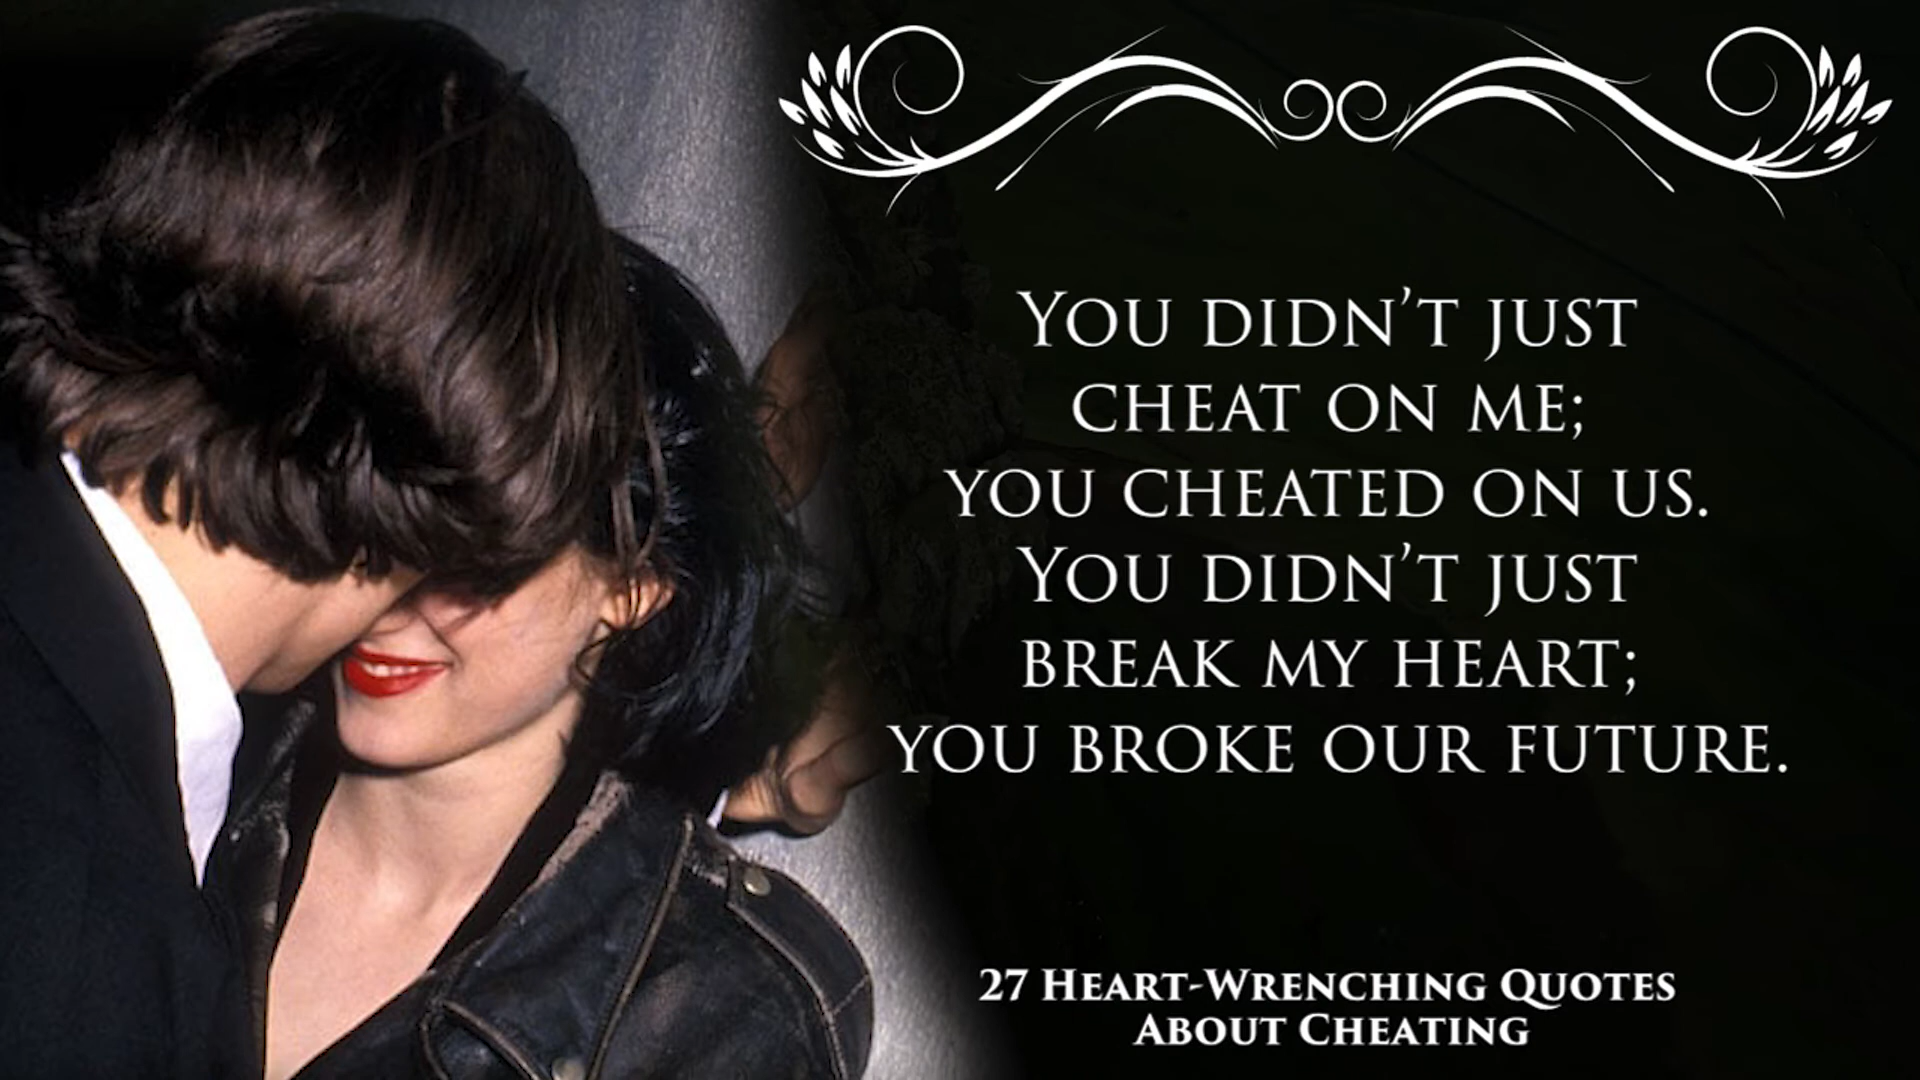 You didn’t just
cheat on me;
you cheated on us.
You didn’t just
break my heart;
you broke our future.
27 Heart-Wrenching Quotes
About Cheating